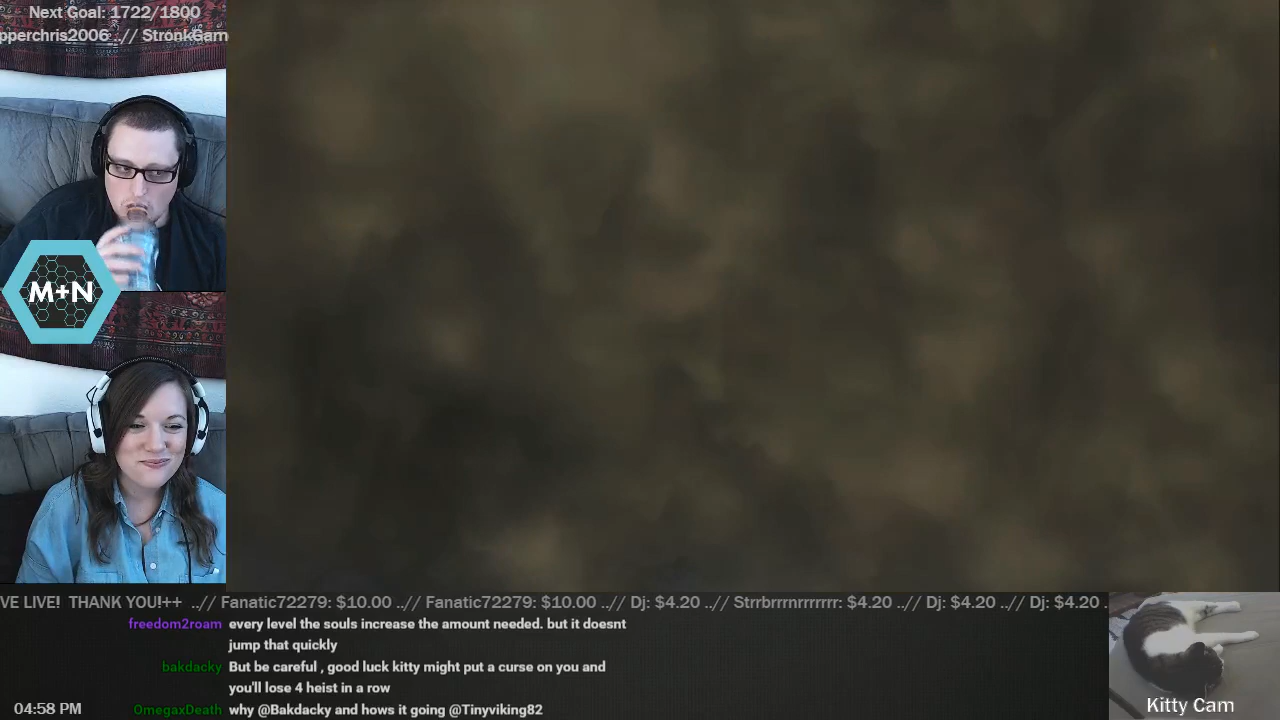 Next Goal: 1722/1800
pperchris2006 ..// StronkGam
M+N
VE LIVE! THANK YOU!++ ..// Fanatic72279: $10.00 ..// Fanatic72279: $10.00 ..// Dj: $4.20 ..// Strrbrrrnrrrrrrr: $4.20 ..// Dj: $4.20 ..// Dj: $4.20 .
freedom2roam every level the souls increase the amount needed. but it doesnt
jump that quickly
bakdacky But be careful , good luck kitty might put a curse on you and
you'll lose 4 heist in a row
OmegaxDeath why @Bakdacky and hows it going @Tinyviking82
04:58 PM
Kitty Cam